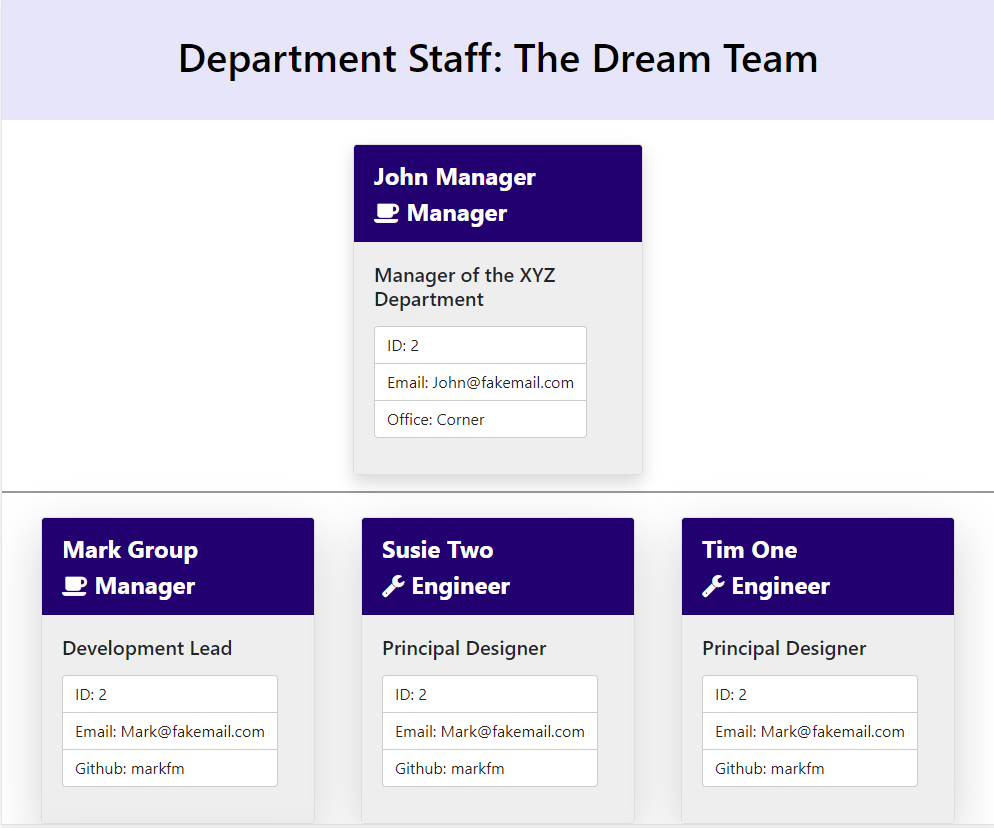 Department Staff: The Dream Team
John Manager
Manager
Manager of the XYZ
Department
ID: 2
Email: John@fakemail.com
Office: Corner
Mark Group
Manager
Development Lead
ID: 2
Email: Mark@fakemail.com
Github: markfm
Susie Two
Engineer
Principal Designer
ID: 2
Email: Mark@fakemail.com
Github: markfm
Tim One
Engineer
Principal Designer
ID: 2
Email: Mark@fakemail.com
Github: markfm